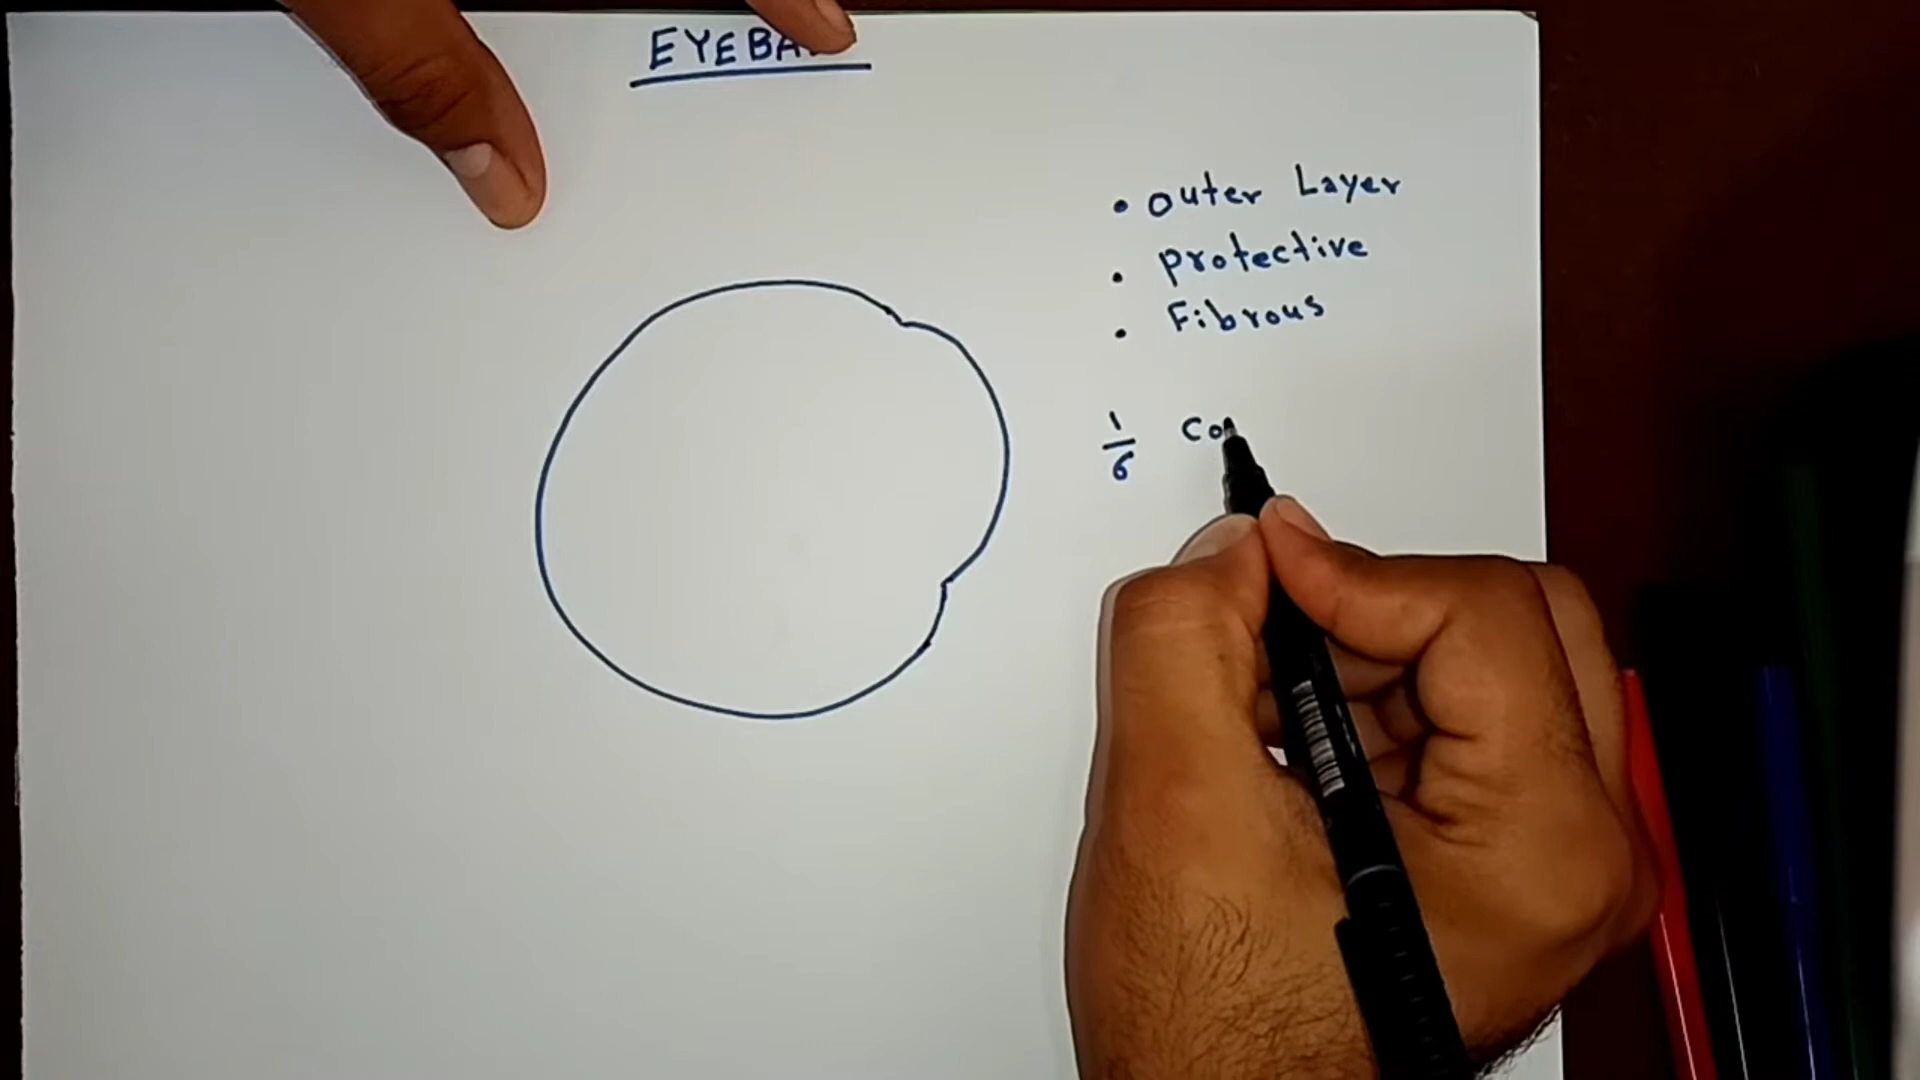 EYEBA
• outer Layer
• protective
• Fibrous
1/6 Co